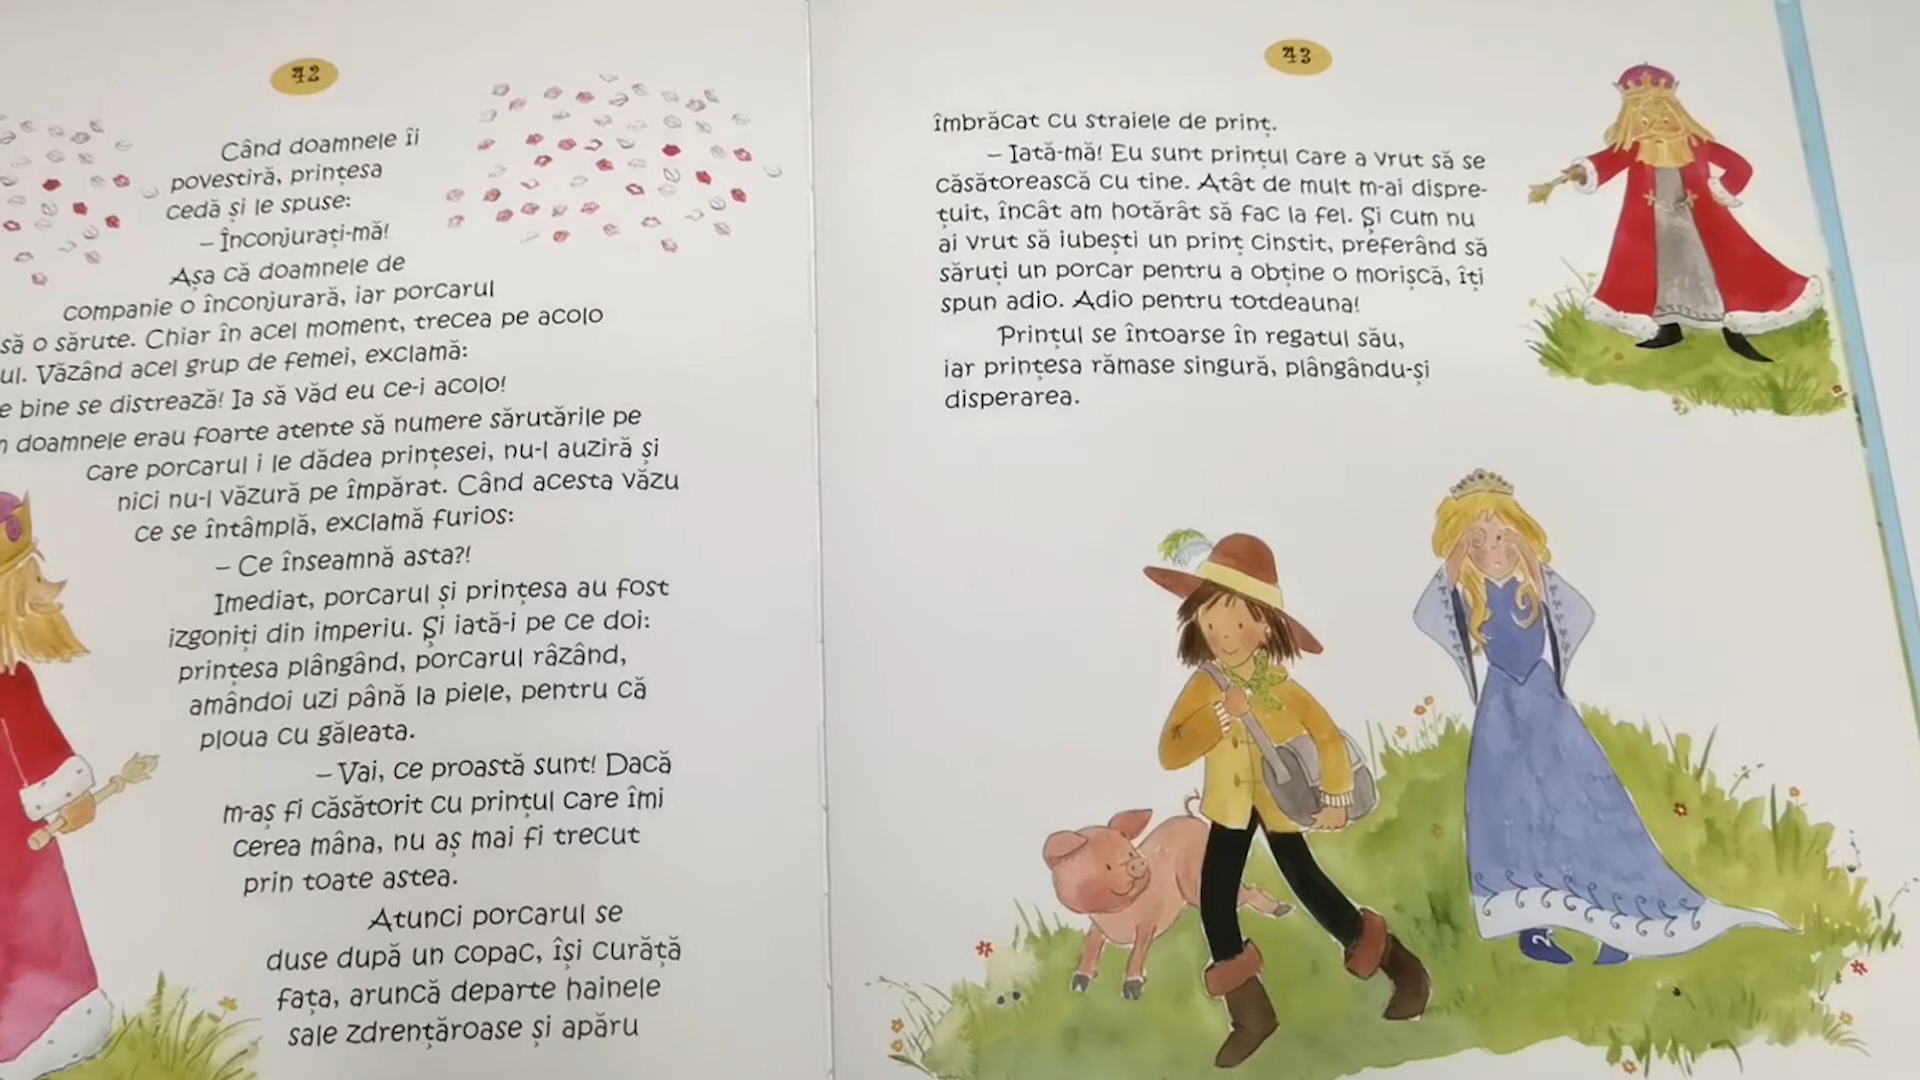 42
Când doamnele îi
povestiră, prințesa
cedă și le spuse:
– Înconjurați-mă!
Așa că doamnele de
companie o înconjurară, iar porcarul
să o sărute. Chiar în acel moment, trecea pe acolo
Văzând acel grup de femei, exclamă:
bine se distrează! Ia să văd eu ce-i acolo!
doamnele erau foarte atente să numere sărutările pe
care porcarul i le dădea prințesei, nu-l auziră și
nici nu-l văzură pe împărat. Când acesta văzu
ce se întâmplă, exclamă furios:
– Ce înseamnă asta?!
Imediat, porcarul și prințesa au fost
izgoniți din imperiu. Și iată-i pe ce doi:
prințesa plângând, porcarul râzând,
amândoi uzi până la piele, pentru că
ploua cu găleata.
– Vai, ce proastă sunt! Dacă
m-aș fi căsătorit cu prințul care îmi
cerea mâna, nu aș mai fi trecut
prin toate astea.
Atunci porcarul se
duse după un copac, își curăță
fața, aruncă departe hainele
sale zdrențăroase și apăru
43
îmbrăcat cu straiele de prinț.
– Iată-mă! Eu sunt prințul care a vrut să se
căsătorească cu tine. Atât de mult m-ai dispre-
țuit, încât am hotărât să fac la fel. Și cum nu
ai vrut să iubești un prinț cinstit, preferând să
săruți un porcar pentru a obține o morișcă, îți
spun adio. Adio pentru totdeauna!
Prințul se întoarse în regatul său,
iar prințesa rămase singură, plângându-și
disperarea.